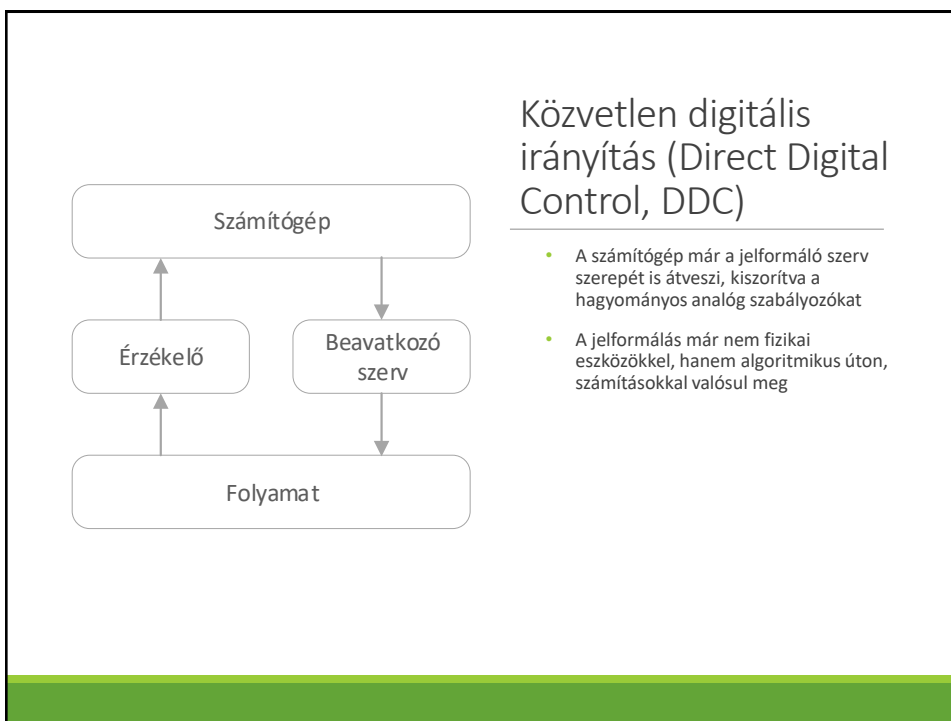 Közvetlen digitális
irányítás (Direct Digital
Control, DDC)
Számítógép
Érzékelő
Beavatkozó
szerv
Folyamat
• A számítógép már a jelformáló szerv
szerepét is átveszi, kiszorítva a
hagyományos analóg szabályozókat
• A jelformálás már nem fizikai
eszközökkel, hanem algoritmikus úton,
számításokkal valósul meg